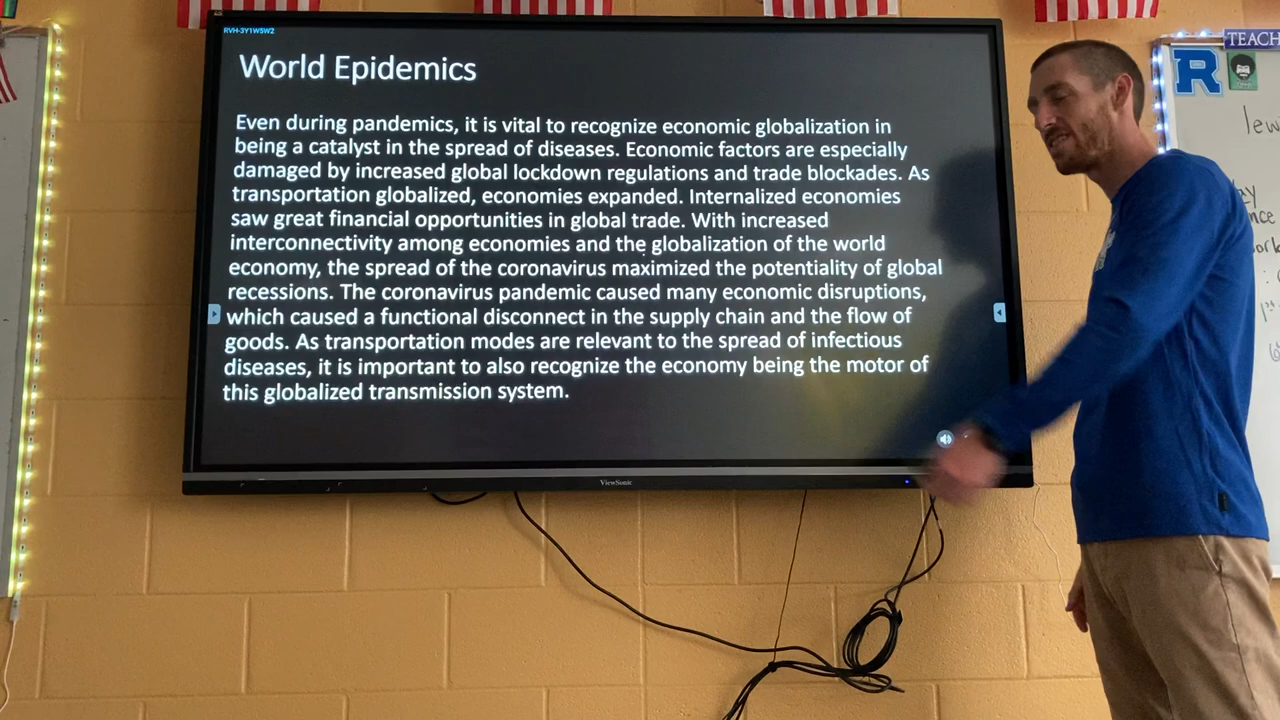 RVH-3Y1W5W2
World Epidemics
Even during pandemics, it is vital to recognize economic globalization in
being a catalyst in the spread of diseases. Economic factors are especially
damaged by increased global lockdown regulations and trade blockades. As
transportation globalized, economies expanded. Internalized economies
saw great financial opportunities in global trade. With increased
interconnectivity among economies and the globalization of the world
economy, the spread of the coronavirus maximized the potentiality of global
recessions. The coronavirus pandemic caused many economic disruptions,
which caused a functional disconnect in the supply chain and the flow of
goods. As transportation modes are relevant to the spread of infectious
diseases, it is important to also recognize the economy being the motor of
this globalized transmission system.
ViewSonic
TEACH
R